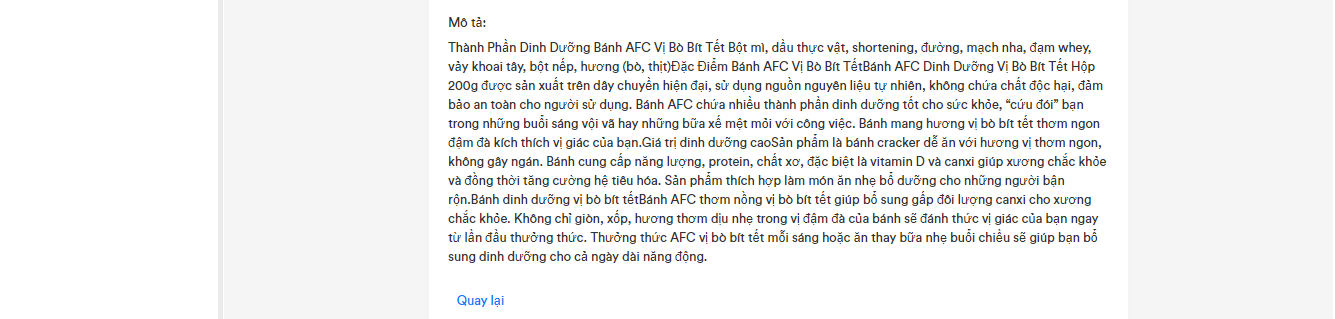 Mô tả:
Thành Phần Dinh Dưỡng Bánh AFC Vị Bò Bít Tết Bột mì, dầu thực vật, shortening, đường, mạch nha, đạm whey,
vảy khoai tây, bột nếp, hương (bò, thịt)Đặc Điểm Bánh AFC Vị Bò Bít TếtBánh AFC Dinh Dưỡng Vị Bò Bít Tết Hộp
200g được sản xuất trên dây chuyền hiện đại, sử dụng nguồn nguyên liệu tự nhiên, không chứa chất độc hại, đảm
bảo an toàn cho người sử dụng. Bánh AFC chứa nhiều thành phần dinh dưỡng tốt cho sức khỏe, “cứu đói” bạn
trong những buổi sáng vội vã hay những bữa xế mệt mỏi với công việc. Bánh mang hương vị bò bít tết thơm ngon
đậm đà kích thích vị giác của bạn.Giá trị dinh dưỡng caoSản phẩm là bánh cracker dễ ăn với hương vị thơm ngon,
không gây ngán. Bánh cung cấp năng lượng, protein, chất xơ, đặc biệt là vitamin D và canxi giúp xương chắc khỏe
và đồng thời tăng cường hệ tiêu hóa. Sản phẩm thích hợp làm món ăn nhẹ bổ dưỡng cho những người bận
rộn.Bánh dinh dưỡng vị bò bít tếtBánh AFC thơm nồng vị bò bít tết giúp bổ sung gấp đôi lượng canxi cho xương
chắc khỏe. Không chỉ giòn, xốp, hương thơm dịu nhẹ trong vị đậm đà của bánh sẽ đánh thức vị giác của bạn ngay
từ lần đầu thưởng thức. Thưởng thức AFC vị bò bít tết mỗi sáng hoặc ăn thay bữa nhẹ buổi chiều sẽ giúp bạn bổ
sung dinh dưỡng cho cả ngày dài năng động.
Quay lại